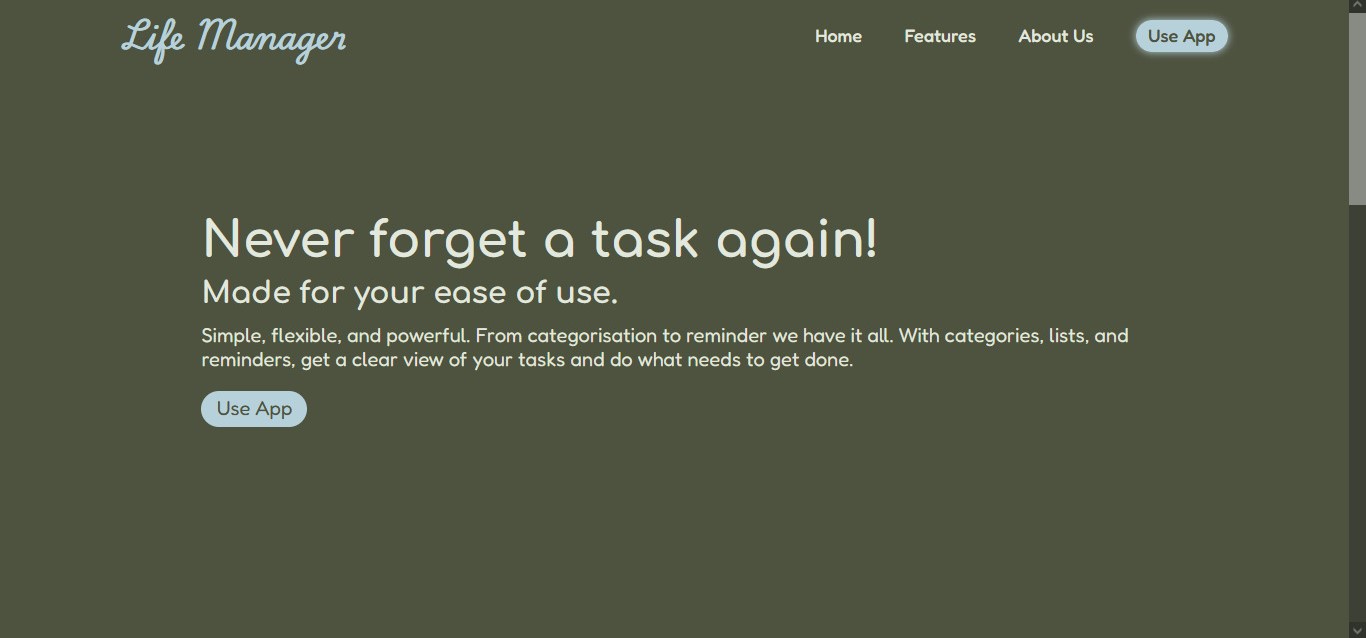 Life Manager
Home
Features
About Us
Use App
Never forget a task again!
Made for your ease of use.
Simple, flexible, and powerful. From categorisation to reminder we have it all. With categories, lists, and
reminders, get a clear view of your tasks and do what needs to get done.
Use App